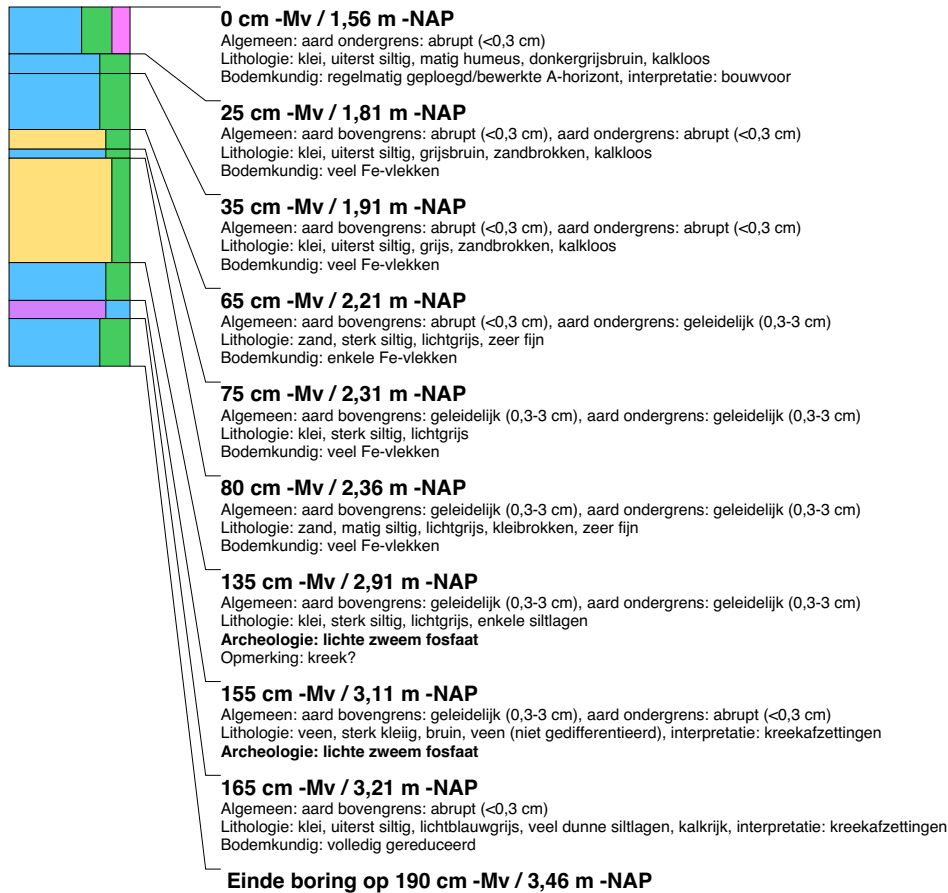 0 cm -Mv / 1,56 m -NAP
Algemeen: aard ondergrens: abrupt (<0,3 cm)
Lithologie: klei, uiterst siltig, matig humeus, donkergrijsbruin, kalkloos
Bodemkundig: regelmatig geploegd/bewerkte A-horizont, interpretatie: bouwvoor
25 cm -Mv / 1,81 m -NAP
Algemeen: aard bovengrens: abrupt (<0,3 cm), aard ondergrens: abrupt (<0,3 cm)
Lithologie: klei, uiterst siltig, grijsbruin, zandbrokken, kalkloos
Bodemkundig: veel Fe-vlekken
35 cm -Mv / 1,91 m -NAP
Algemeen: aard bovengrens: abrupt (<0,3 cm), aard ondergrens: abrupt (<0,3 cm)
Lithologie: klei, uiterst siltig, grijs, zandbrokken, kalkloos
Bodemkundig: veel Fe-vlekken
65 cm -Mv / 2,21 m -NAP
Algemeen: aard bovengrens: abrupt (<0,3 cm), aard ondergrens: geleidelijk (0,3-3 cm)
Lithologie: zand, sterk siltig, lichtgrijs, zeer fijn
Bodemkundig: enkele Fe-vlekken
75 cm -Mv / 2,31 m -NAP
Algemeen: aard bovengrens: geleidelijk (0,3-3 cm), aard ondergrens: geleidelijk (0,3-3 cm)
Lithologie: klei, sterk siltig, lichtgrijs
Bodemkundig: veel Fe-vlekken
80 cm -Mv / 2,36 m -NAP
Algemeen: aard bovengrens: geleidelijk (0,3-3 cm), aard ondergrens: geleidelijk (0,3-3 cm)
Lithologie: zand, matig siltig, lichtgrijs, kleibrokken, zeer fijn
Bodemkundig: veel Fe-vlekken
135 cm -Mv / 2,91 m -NAP
Algemeen: aard bovengrens: geleidelijk (0,3-3 cm), aard ondergrens: geleidelijk (0,3-3 cm)
Lithologie: klei, sterk siltig, lichtgrijs, enkele siltlagen
Archeologie: lichte zweem fosfaat
Opmerking: kreek?
155 cm -Mv / 3,11 m -NAP
Algemeen: aard bovengrens: geleidelijk (0,3-3 cm), aard ondergrens: abrupt (<0,3 cm)
Lithologie: veen, sterk kleiig, bruin, veen (niet gedifferentieerd), interpretatie: kreekafzettingen
Archeologie: lichte zweem fosfaat
165 cm -Mv / 3,21 m -NAP
Algemeen: aard bovengrens: abrupt (<0,3 cm)
Lithologie: klei, uiterst siltig, lichtblauwgrijs, veel dunne siltlagen, kalkrijk, interpretatie: kreekafzettingen
Bodemkundig: volledig gereduceerd
Einde boring op 190 cm -Mv / 3,46 m -NAP